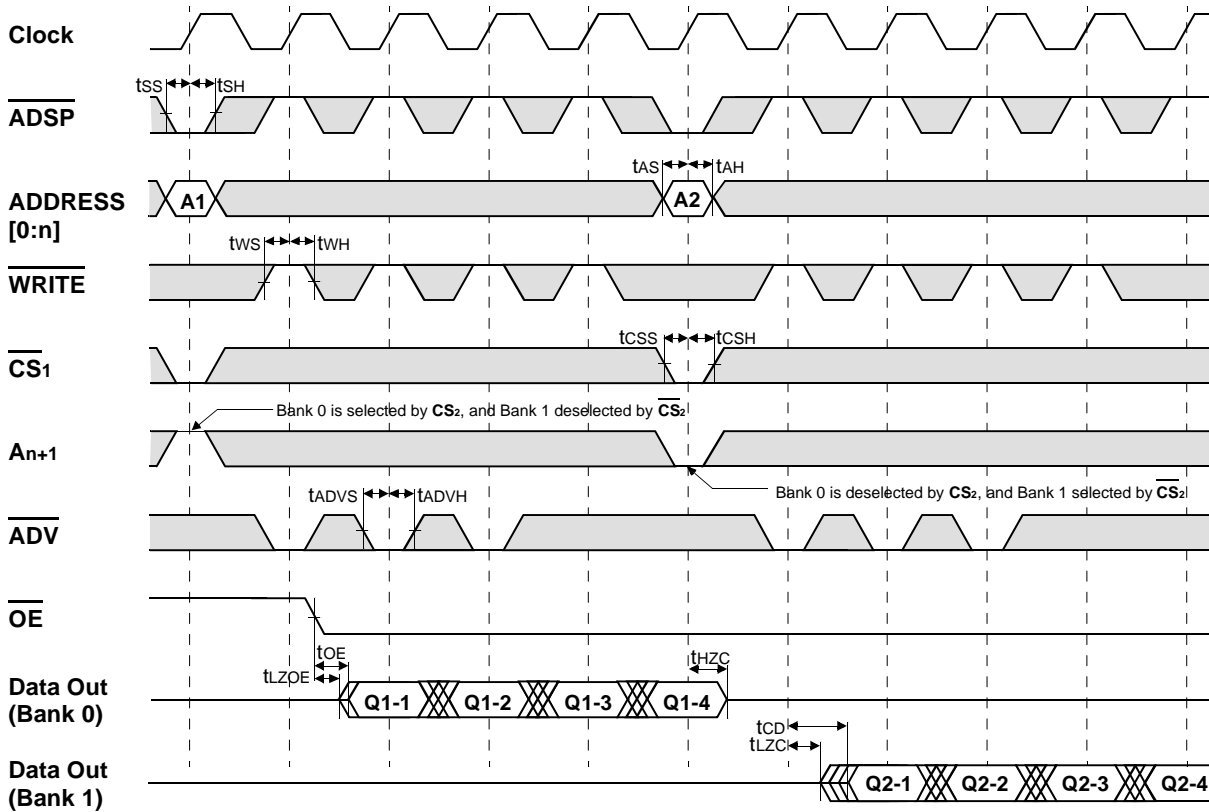 Clock
tSS tSH
ADSP
tAS tAH
ADDRESS
[0:n]
A1 A2
tWS tWH
WRITE
tCSS tCSH
CS1
Bank 0 is selected by CS2, and Bank 1 deselected by CS2
An+1
Bank 0 is deselected by CS2, and Bank 1 selected by CS2
tADVS tADVH
ADV
OE
tOE
tHZC
tLZOE
Data Out
(Bank 0)
Q1-1 Q1-2 Q1-3 Q1-4
tCD
tLZC
Data Out
(Bank 1)
Q2-1 Q2-2 Q2-3 Q2-4